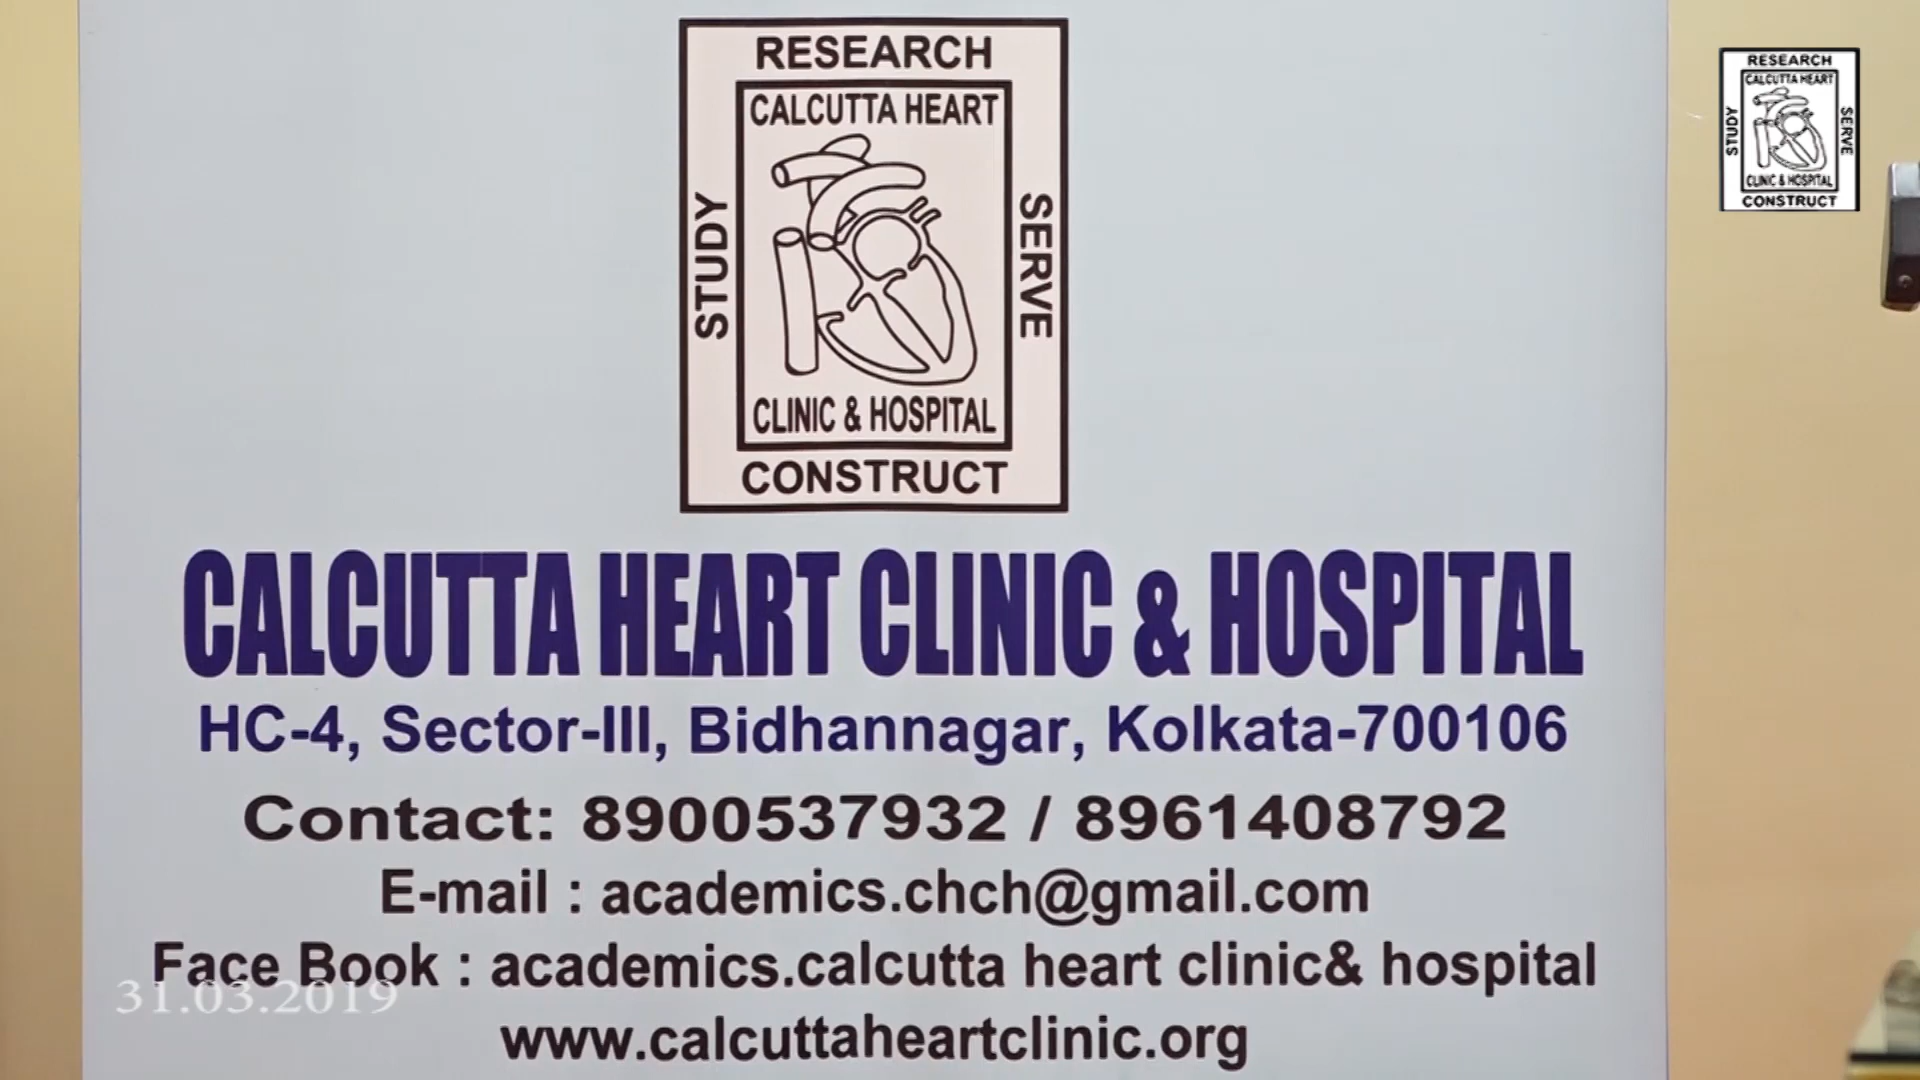 RESEARCH
CALCUTTA HEART
STUDY
SERVE
CLINIC & HOSPITAL
CONSTRUCT
RESEARCH
CALCUTTA HEART
STUDY
SERVE
CLINIC & HOSPITAL
CONSTRUCT
CALCUTTA HEART CLINIC & HOSPITAL
HC-4, Sector-III, Bidhannagar, Kolkata-700106
Contact: 8900537932 / 8961408792
E-mail : academics.chch@gmail.com
Face Book : academics.calcutta heart clinic& hospital
31.03.2019
www.calcuttaheartclinic.org